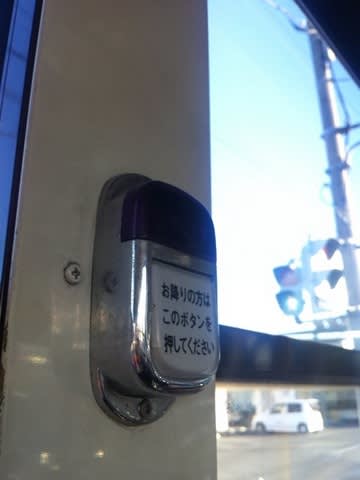 お降りの方は
このボタンを
押してください